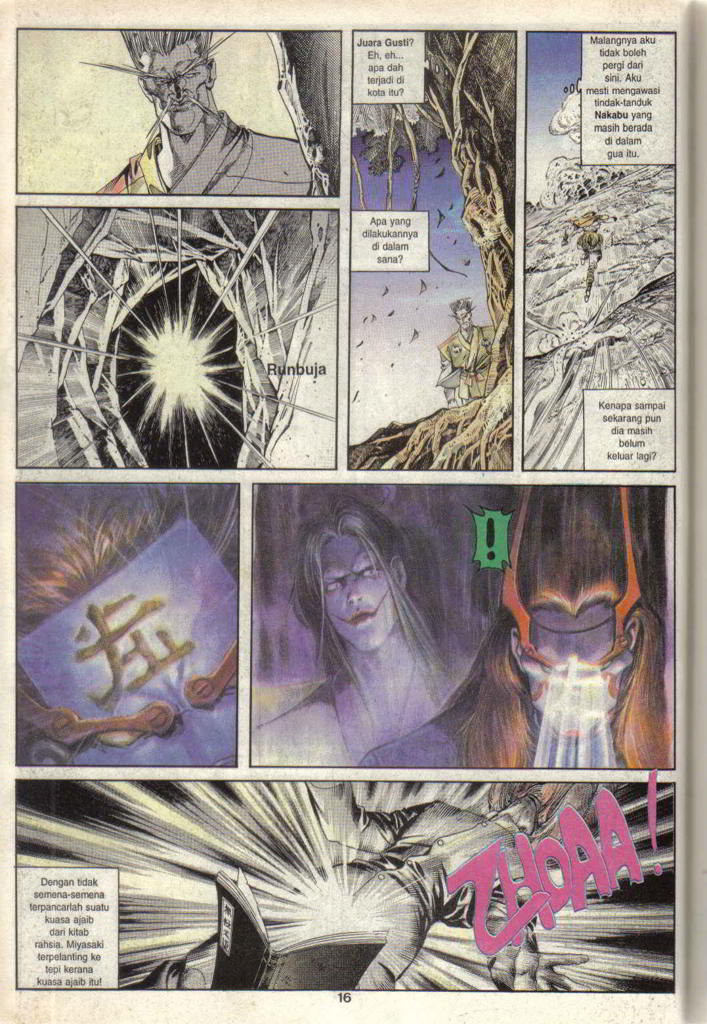 Juara Gusti?
Eh, eh...
apa dah
terjadi di
kota itu?
Apa yang
dilakukannya
di dalam
sana?
Malangnya aku
tidak boleh
pergi dari
sini. Aku
mesti mengawasi
tindak-tanduk
Nakabu yang
masih berada
di dalam
gua itu.
Kenapa sampai
sekarang pun
dia masih
belum
keluar lagi?
Runbuja
!
ZHOAA!
Dengan tidak
semena-semena
terpancarlah suatu
kuasa ajaib
dari kitab
rahsia. Miyasaki
terpelanting ke
tepi kerana
kuasa ajaib itu!
16